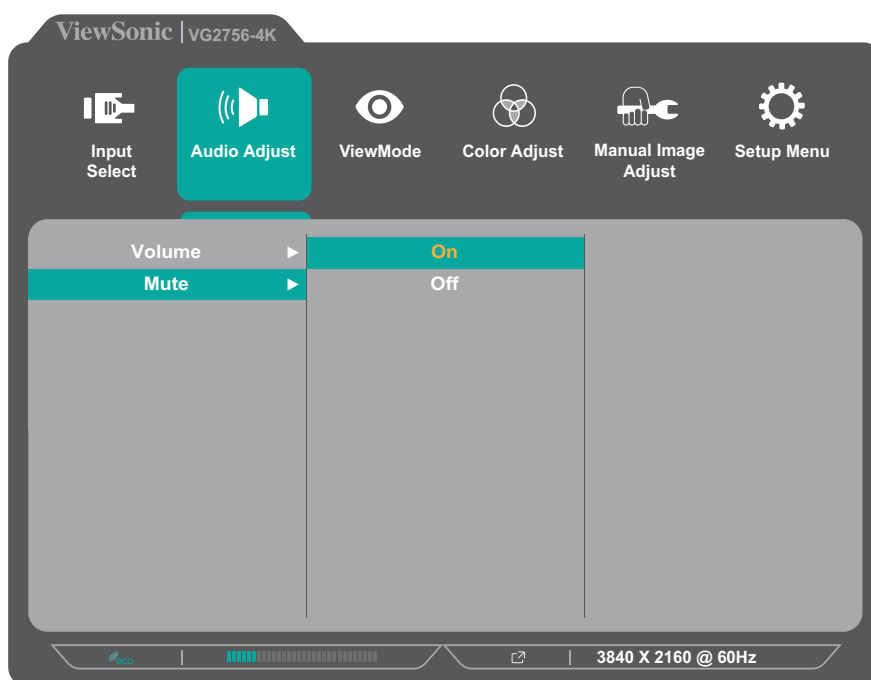 ViewSonic | VG2756-4K
Input Select
Audio Adjust
ViewMode
Color Adjust
Manual Image Adjust
Setup Menu
Volume
On
Mute
Off
eco
3840 X 2160 @ 60Hz